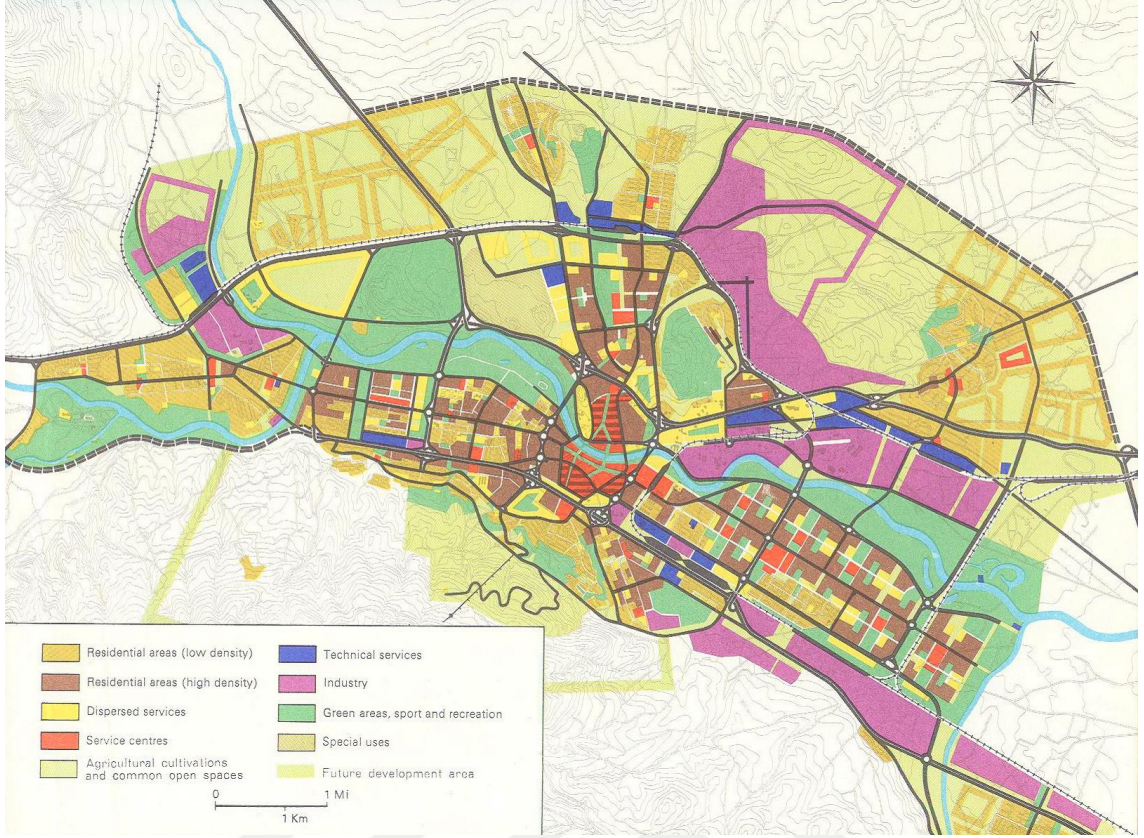 N
Residential areas (low density)
Residential areas (high density)
Dispersed services
Service centres
Agricultural cultivations
and common open spaces
Technical services
Industry
Green areas, sport and recreation
Special uses
Future development area
0 1 Mi
1 Km